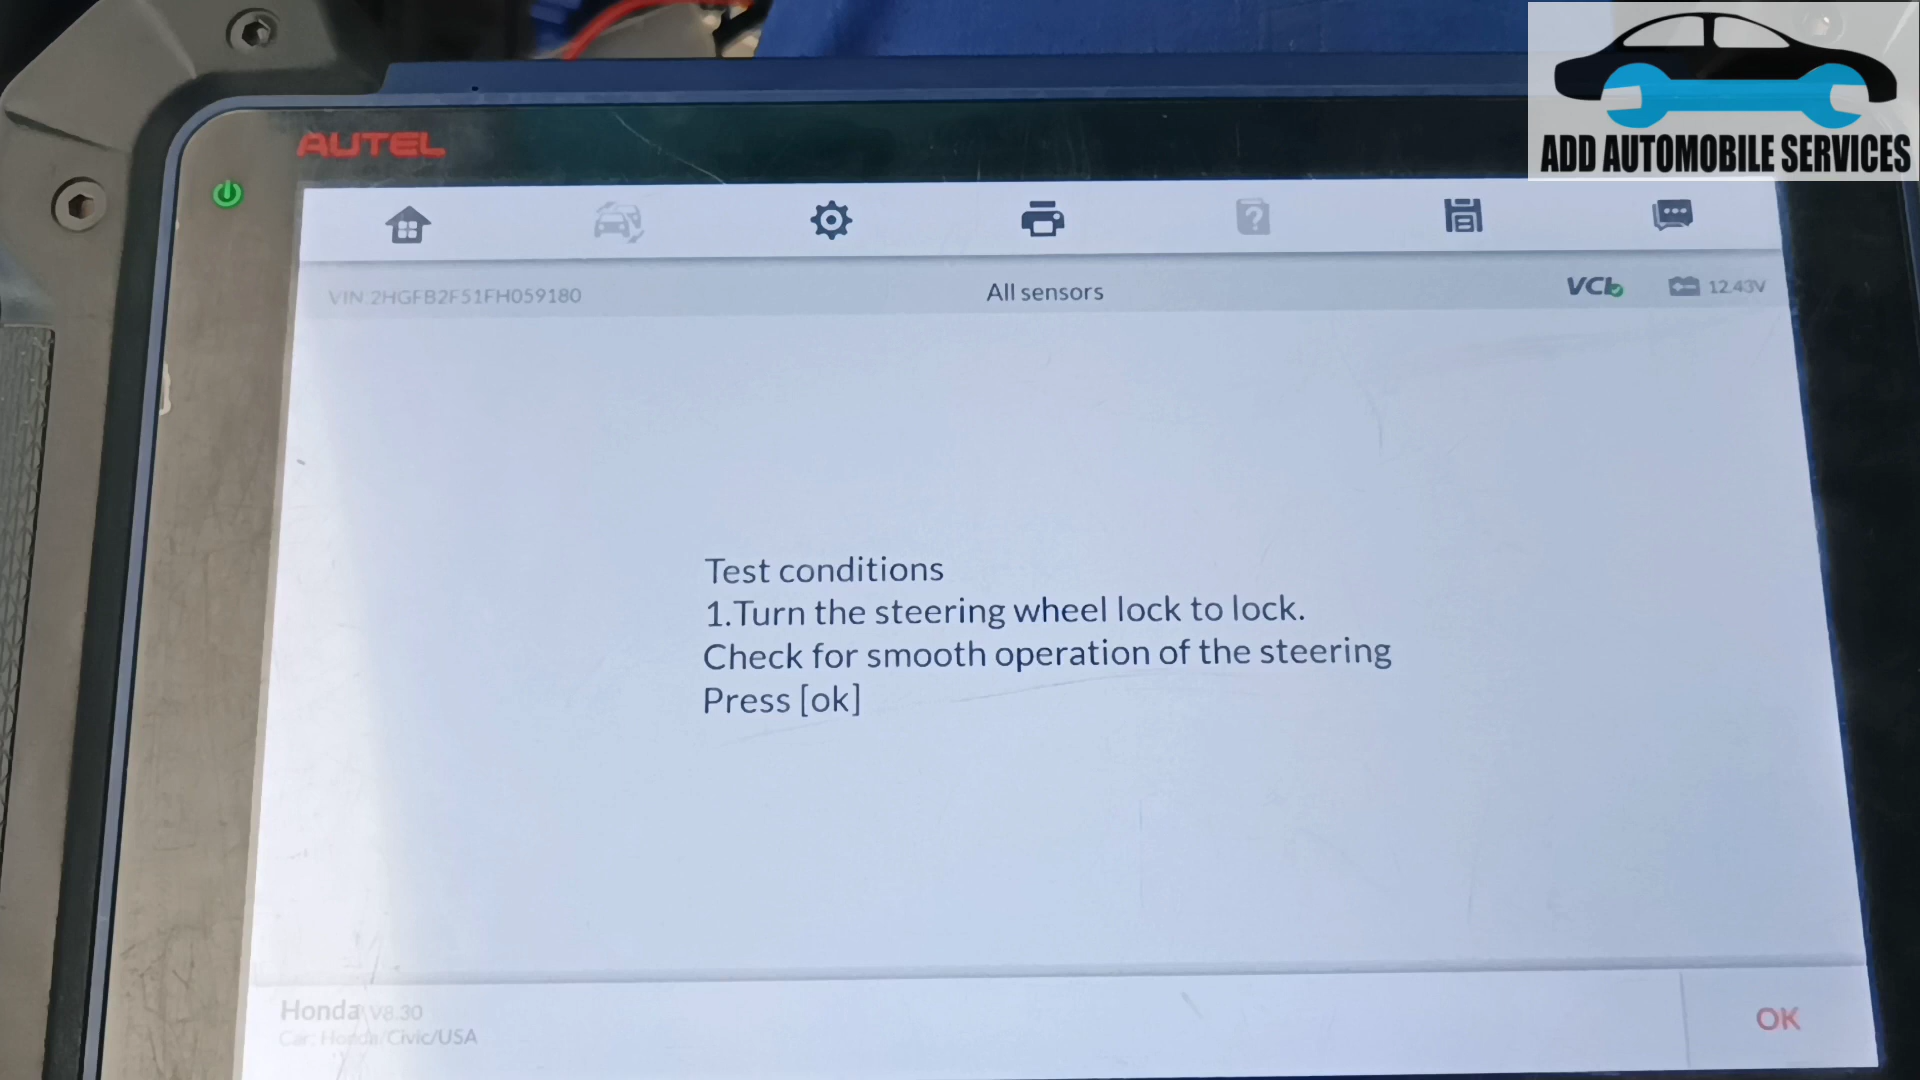 ADD AUTOMOBILE SERVICES
AUTEL
VIN:2HGFB2F51FH059180
All sensors
VCI
12.43V
Test conditions
1.Turn the steering wheel lock to lock.
Check for smooth operation of the steering
Press [ok]
Honda V8.30
Car: Honda/Civic/USA
OK